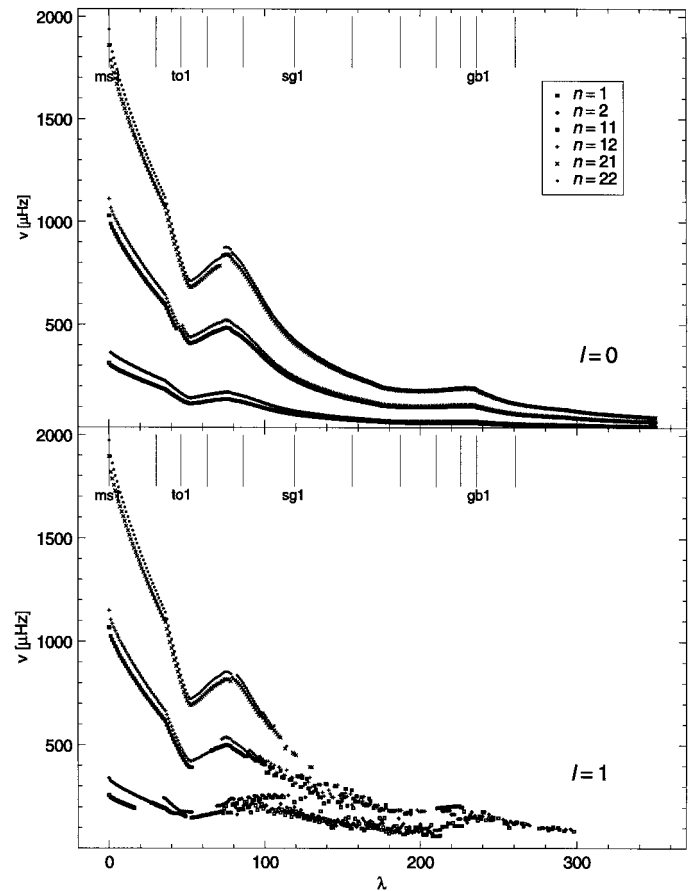 2000
1500
1000
500
ν [μHz]
ms1
to1
sg1
gb1
n=1
n=2
n=11
n=12
n=21
n=22
l=0
2000
1500
1000
500
ν [μHz]
ms1
to1
sg1
gb1
l=1
0 100 200 300
λ